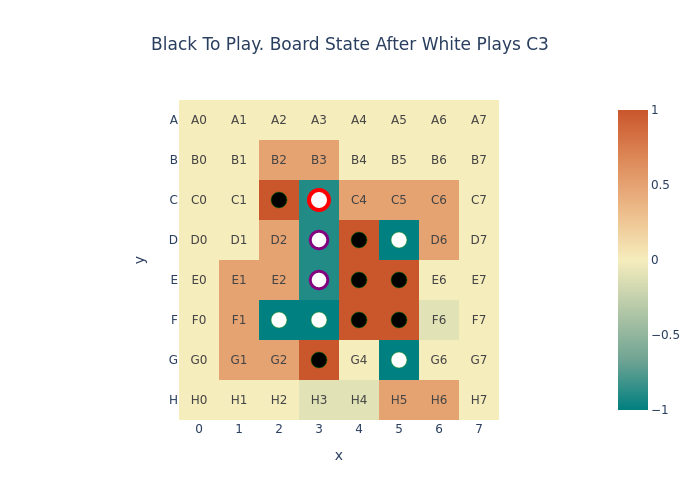 Black To Play. Board State After White Plays C3
A A0 A1 A2 A3 A4 A5 A6 A7
B B0 B1 B2 B3 B4 B5 B6 B7
C C0 C1 C4 C5 C6 C7
D D0 D1 D2 D6 D7
E E0 E1 E2 E6 E7
F F0 F1 F6 F7
G G0 G1 G2 G4 G6 G7
H H0 H1 H2 H3 H4 H5 H6 H7
0 1 2 3 4 5 6 7
x
y
1
0.5
0
−0.5
−1